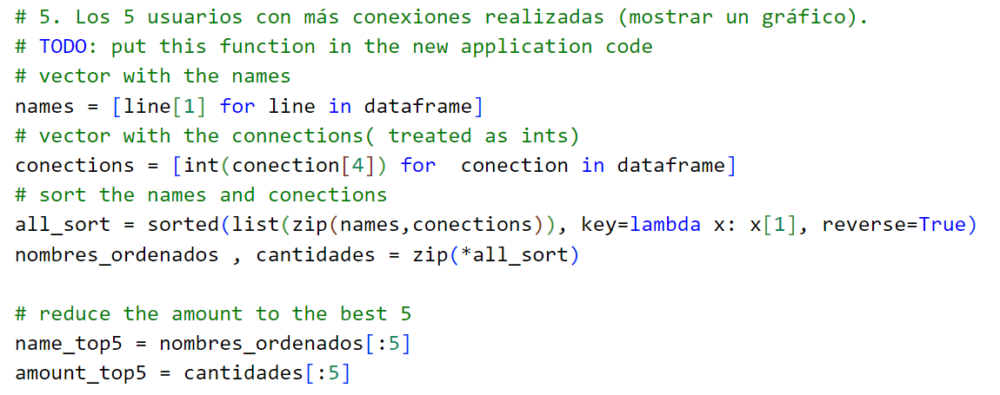 # 5. Los 5 usuarios con más conexiones realizadas (mostrar un gráfico).
# TODO: put this function in the new application code
# vector with the names
names = [line[1] for line in dataframe]
# vector with the connections( treated as ints)
conections = [int(conection[4]) for  conection in dataframe]
# sort the names and conections
all_sort = sorted(list(zip(names,conections)), key=lambda x: x[1], reverse=True)
nombres_ordenados , cantidades = zip(*all_sort)
# reduce the amount to the best 5
name_top5 = nombres_ordenados[:5]
amount_top5 = cantidades[:5]